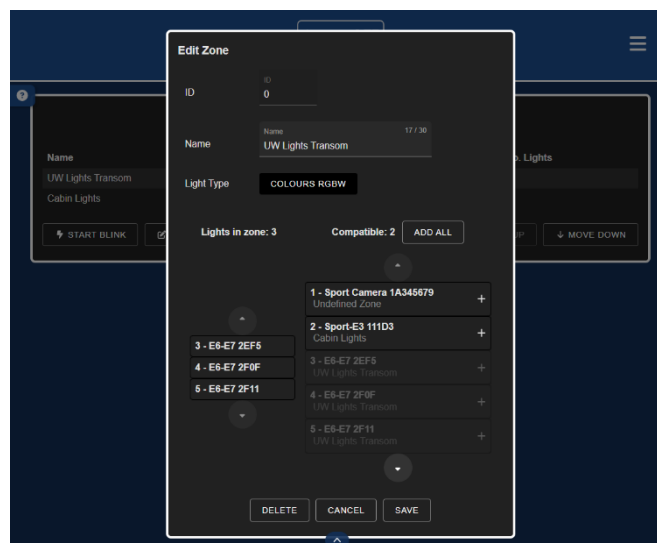 Edit Zone
ID
ID
0
Name
Name
17 / 30
UW Lights Transom
Light Type
COLOURS RGBW
Lights in zone: 3
Compatible: 2
ADD ALL
1 - Sport Camera 1A345679
Undefined Zone
2 - Sport-E3 111D3
Cabin Lights
3 - E6-E7 2EF5
UW Lights Transom
4 - E6-E7 2F0F
UW Lights Transom
5 - E6-E7 2F11
UW Lights Transom
3 - E6-E7 2EF5
4 - E6-E7 2F0F
5 - E6-E7 2F11
DELETE
CANCEL
SAVE
Name
UW Lights Transom
Cabin Lights
Lights
START BLINK
MOVE DOWN